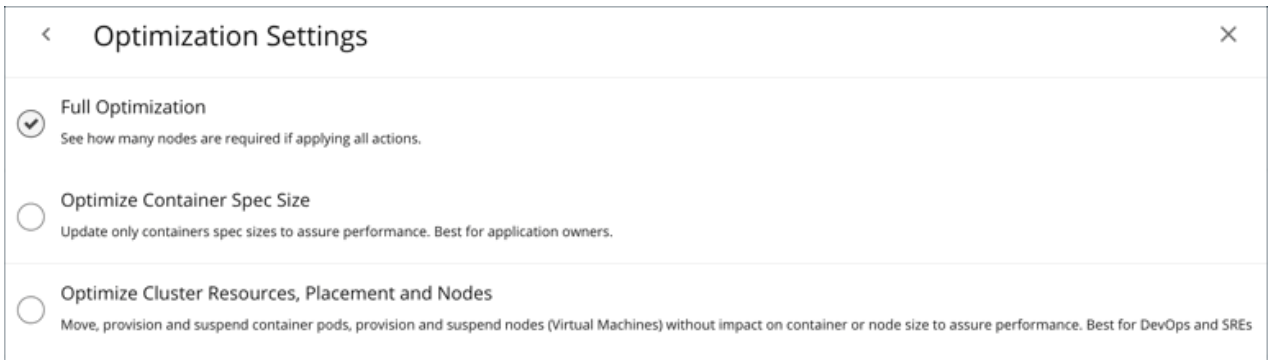 Optimization Settings
Full Optimization
See how many nodes are required if applying all actions.
Optimize Container Spec Size
Update only containers spec sizes to assure performance. Best for application owners.
Optimize Cluster Resources, Placement and Nodes
Move, provision and suspend container pods, provision and suspend nodes (Virtual Machines) without impact on container or node size to assure performance. Best for DevOps and SREs